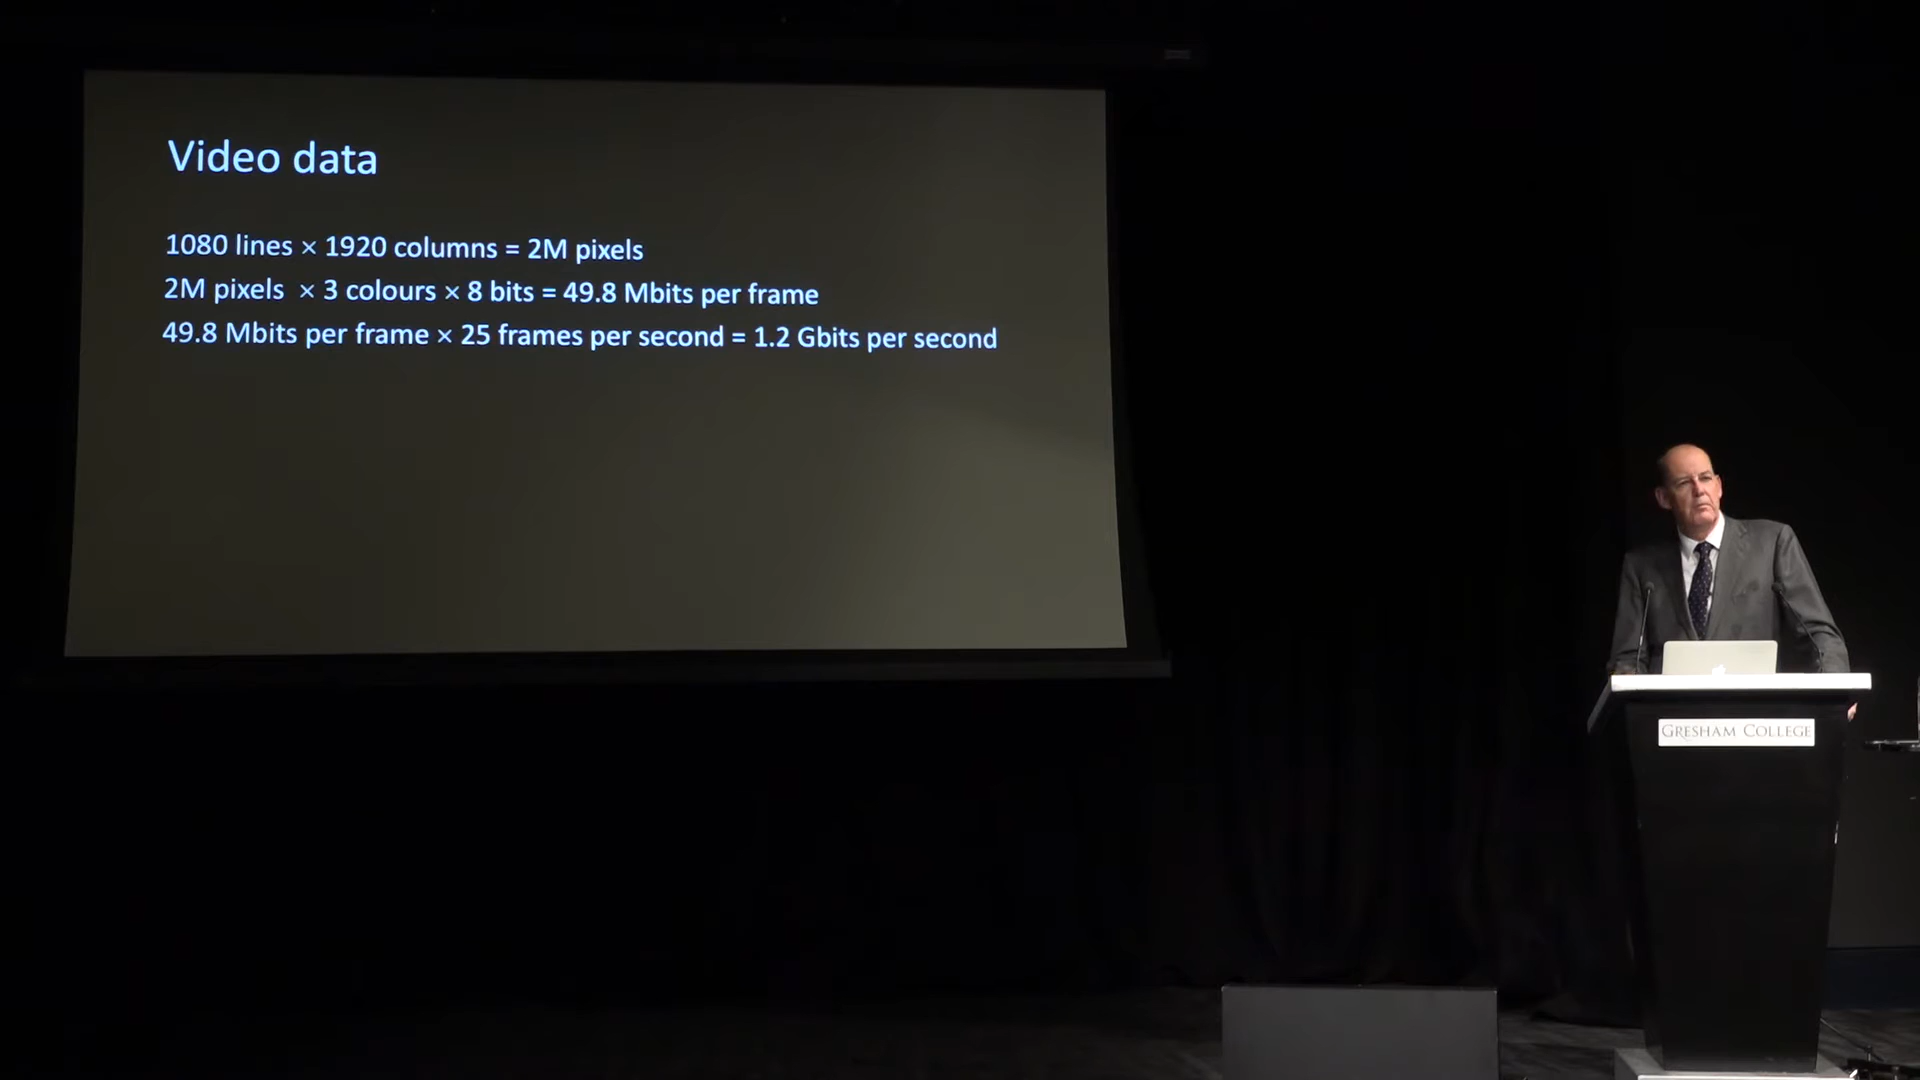 Video data
1080 lines × 1920 columns = 2M pixels
2M pixels × 3 colours × 8 bits = 49.8 Mbits per frame
49.8 Mbits per frame × 25 frames per second = 1.2 Gbits per second
GRESHAM COLLEGE